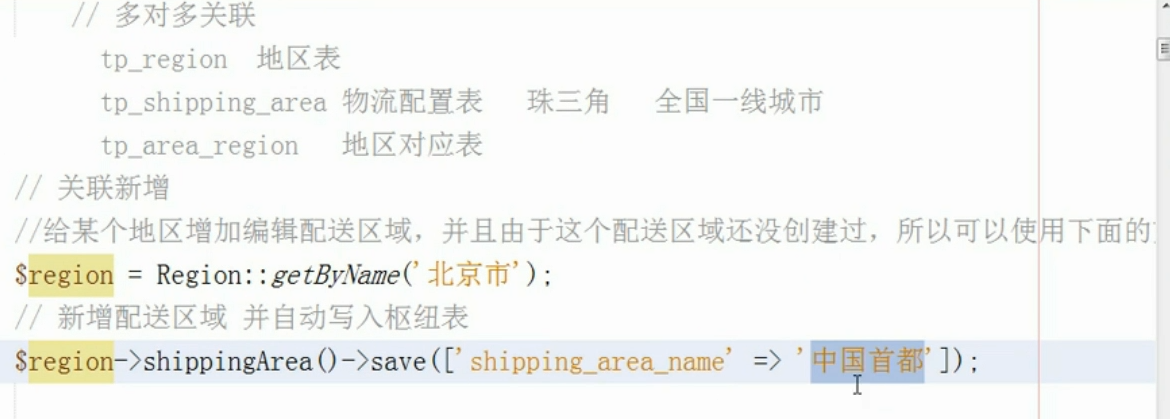 // 多对多关联
tp_region 地区表
tp_shipping_area 物流配置表 珠三角 全国一线城市
tp_area_region 地区对应表
// 关联新增
//给某个地区增加编辑配送区域，并且由于这个配送区域还没创建过，所以可以使用下面的
$region = Region::getByName('北京市');
// 新增配送区域 并自动写入枢纽表
$region->shippingArea()->save(['shipping_area_name' => '中国首都']);